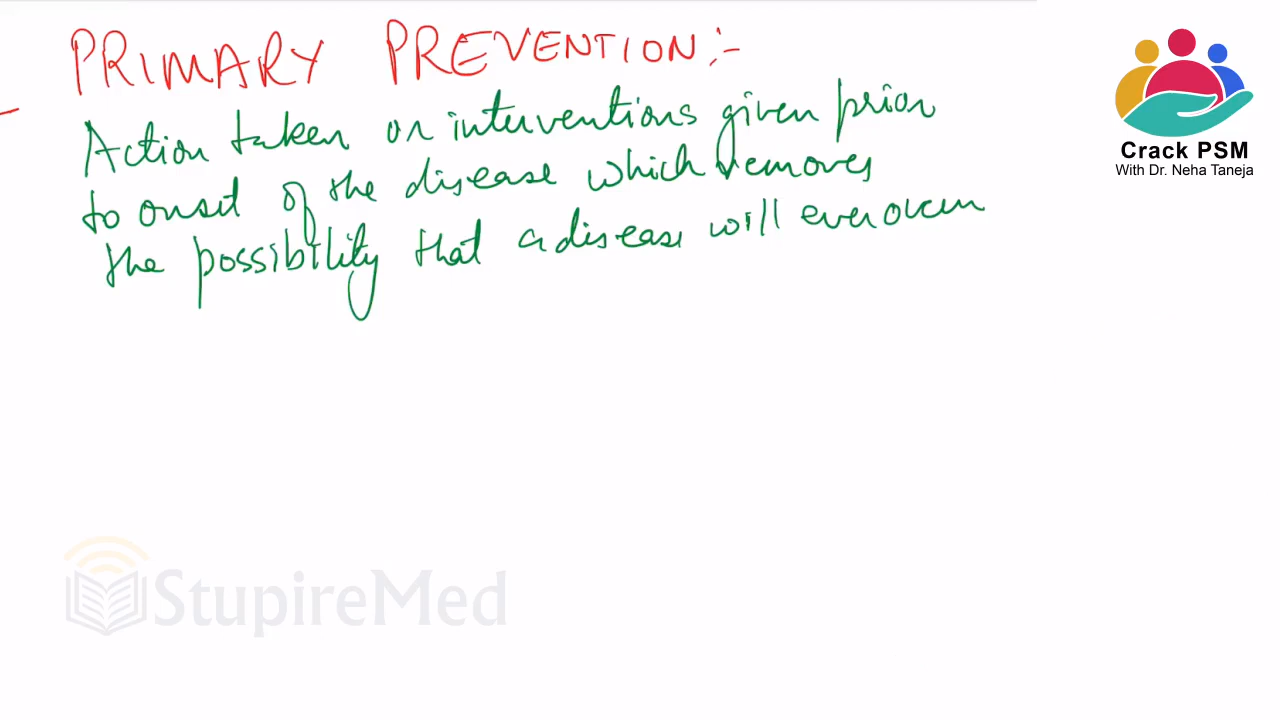 PRIMARY PREVENTION :-
Action taken or interventions given prior
to onset of the disease which removes
the possibility that a disease will ever occur
Crack PSM
With Dr. Neha Taneja
StupireMed